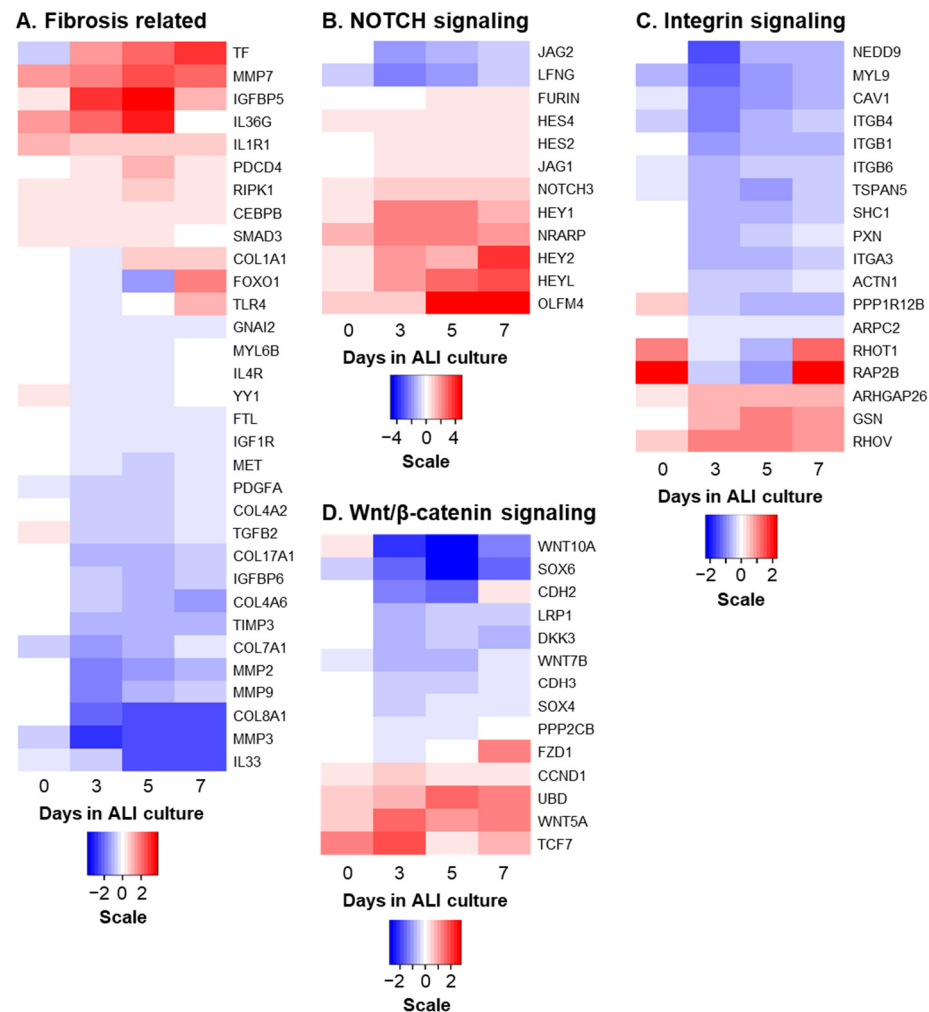 A. Fibrosis related
TF
MMP7
IGFBP5
IL36G
IL1R1
PDCD4
RIPK1
CEBPB
SMAD3
COL1A1
FOXO1
TLR4
GNAI2
MYL6B
IL4R
YY1
FTL
IGF1R
MET
PDGFA
COL4A2
TGFB2
COL17A1
IGFBP6
COL4A6
TIMP3
COL7A1
MMP2
MMP9
COL8A1
MMP3
IL33
0 3 5 7
Days in ALI culture
−2 0 2
Scale
B. NOTCH signaling
JAG2
LFNG
FURIN
HES4
HES2
JAG1
NOTCH3
HEY1
NRARP
HEY2
HEYL
OLFM4
0 3 5 7
Days in ALI culture
−4 0 4
Scale
C. Integrin signaling
NEDD9
MYL9
CAV1
ITGB4
ITGB1
ITGB6
TSPAN5
SHC1
PXN
ITGA3
ACTN1
PPP1R12B
ARPC2
RHOT1
RAP2B
ARHGAP26
GSN
RHOV
0 3 5 7
Days in ALI culture
−2 0 2
Scale
D. Wnt/β-catenin signaling
WNT10A
SOX6
CDH2
LRP1
DKK3
WNT7B
CDH3
SOX4
PPP2CB
FZD1
CCND1
UBD
WNT5A
TCF7
0 3 5 7
Days in ALI culture
−2 0 2
Scale